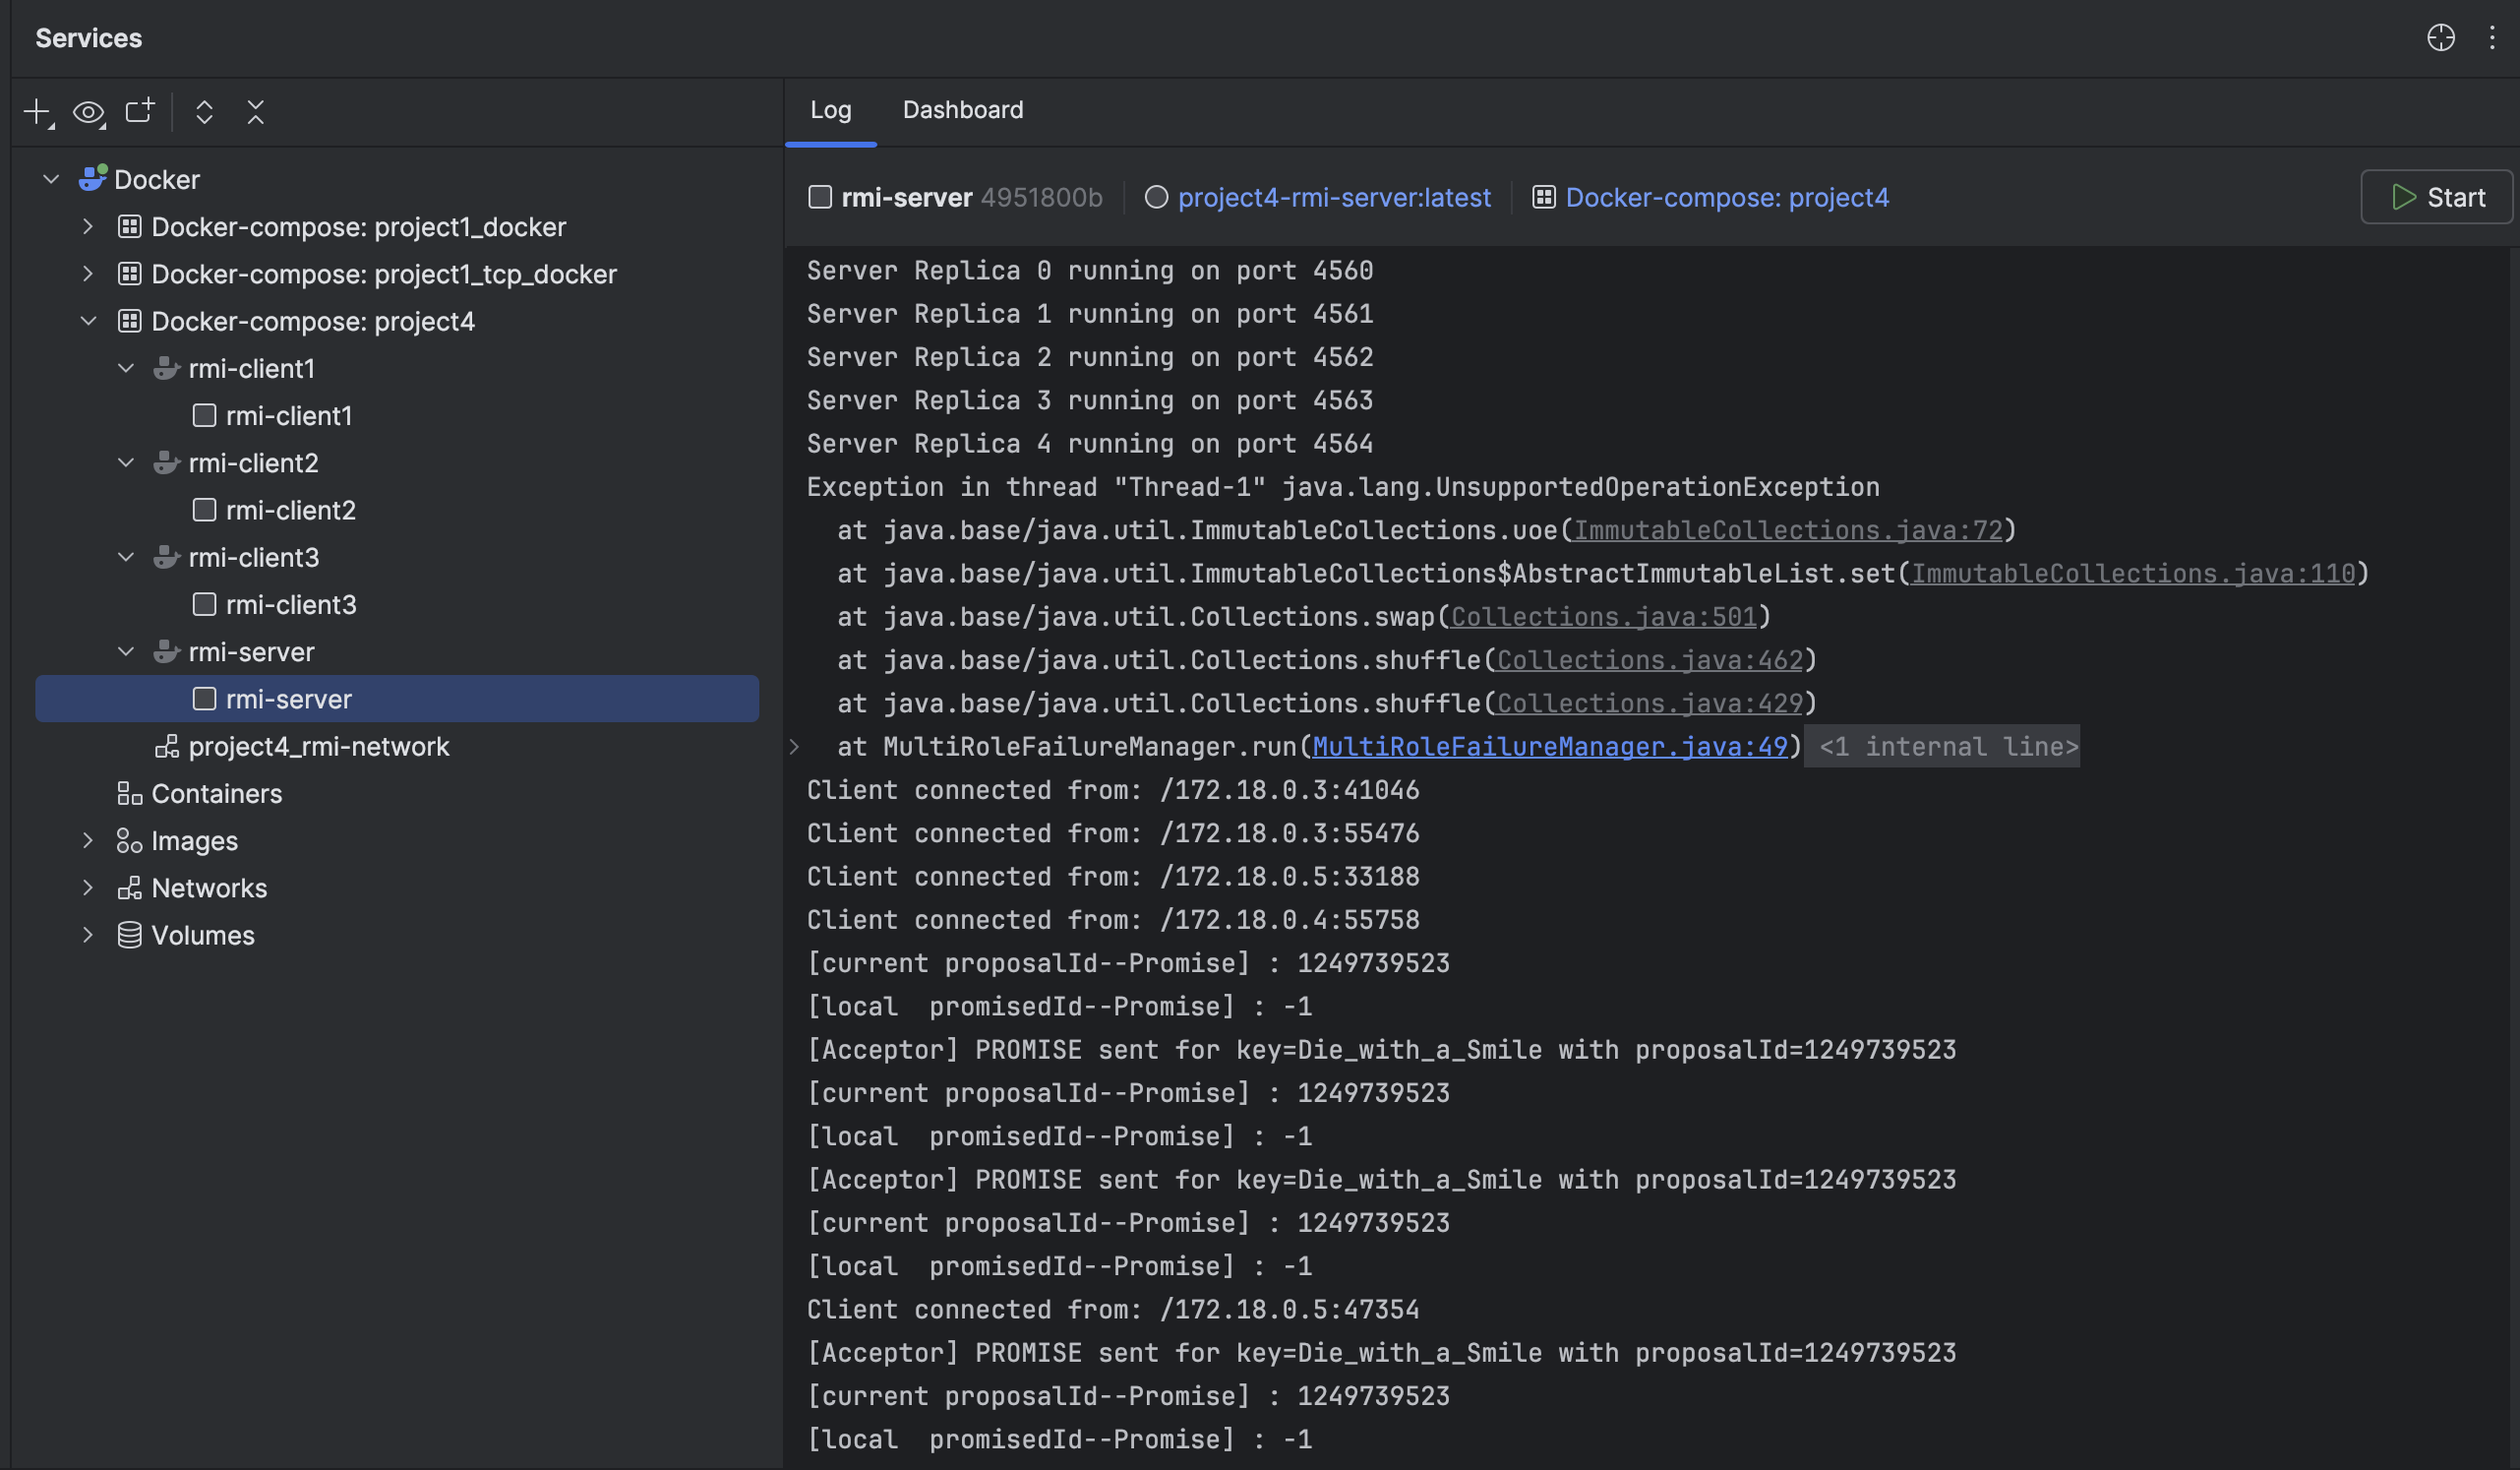 Services
Docker
Docker-compose: project1_docker
Docker-compose: project1_tcp_docker
Docker-compose: project4
rmi-client1
rmi-client1
rmi-client2
rmi-client2
rmi-client3
rmi-client3
rmi-server
rmi-server
project4_rmi-network
Containers
Images
Networks
Volumes
Log Dashboard
rmi-server 4951800b project4-rmi-server:latest Docker-compose: project4 Start
Server Replica 0 running on port 4560
Server Replica 1 running on port 4561
Server Replica 2 running on port 4562
Server Replica 3 running on port 4563
Server Replica 4 running on port 4564
Exception in thread "Thread-1" java.lang.UnsupportedOperationException
at java.base/java.util.ImmutableCollections.uoe(ImmutableCollections.java:72)
at java.base/java.util.ImmutableCollections$AbstractImmutableList.set(ImmutableCollections.java:110)
at java.base/java.util.Collections.swap(Collections.java:501)
at java.base/java.util.Collections.shuffle(Collections.java:462)
at java.base/java.util.Collections.shuffle(Collections.java:429)
at MultiRoleFailureManager.run(MultiRoleFailureManager.java:49) <1 internal line>
Client connected from: /172.18.0.3:41046
Client connected from: /172.18.0.3:55476
Client connected from: /172.18.0.5:33188
Client connected from: /172.18.0.4:55758
[current proposalId--Promise] : 1249739523
[local  promisedId--Promise] : -1
[Acceptor] PROMISE sent for key=Die_with_a_Smile with proposalId=1249739523
[current proposalId--Promise] : 1249739523
[local  promisedId--Promise] : -1
[Acceptor] PROMISE sent for key=Die_with_a_Smile with proposalId=1249739523
[current proposalId--Promise] : 1249739523
[local  promisedId--Promise] : -1
Client connected from: /172.18.0.5:47354
[Acceptor] PROMISE sent for key=Die_with_a_Smile with proposalId=1249739523
[current proposalId--Promise] : 1249739523
[local  promisedId--Promise] : -1